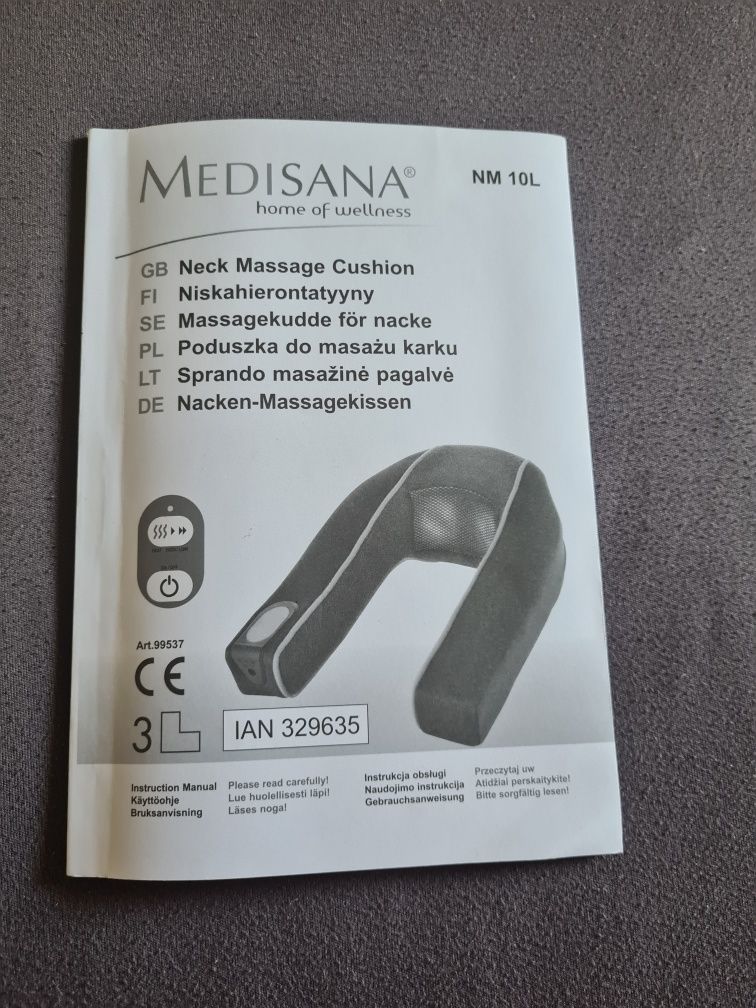 MEDISANA®
home of wellness
NM 10L
GB Neck Massage Cushion
FI Niskahierontatyyny
SE Massagekudde för nacke
PL Poduszka do masażu karku
LT Sprando masažinė pagalvė
DE Nacken-Massagekissen
Art.99537
CE
3
IAN 329635
Instruction Manual
Käyttöohje
Bruksanvisning
Please read carefully!
Lue huolellisesti läpi!
Läses noga!
Instrukcja obsługi
Naudojimo instrukcija
Gebrauchsanweisung
Przeczytaj uw
Atidžiai perskaitykite!
Bitte sorgfältig lesen!